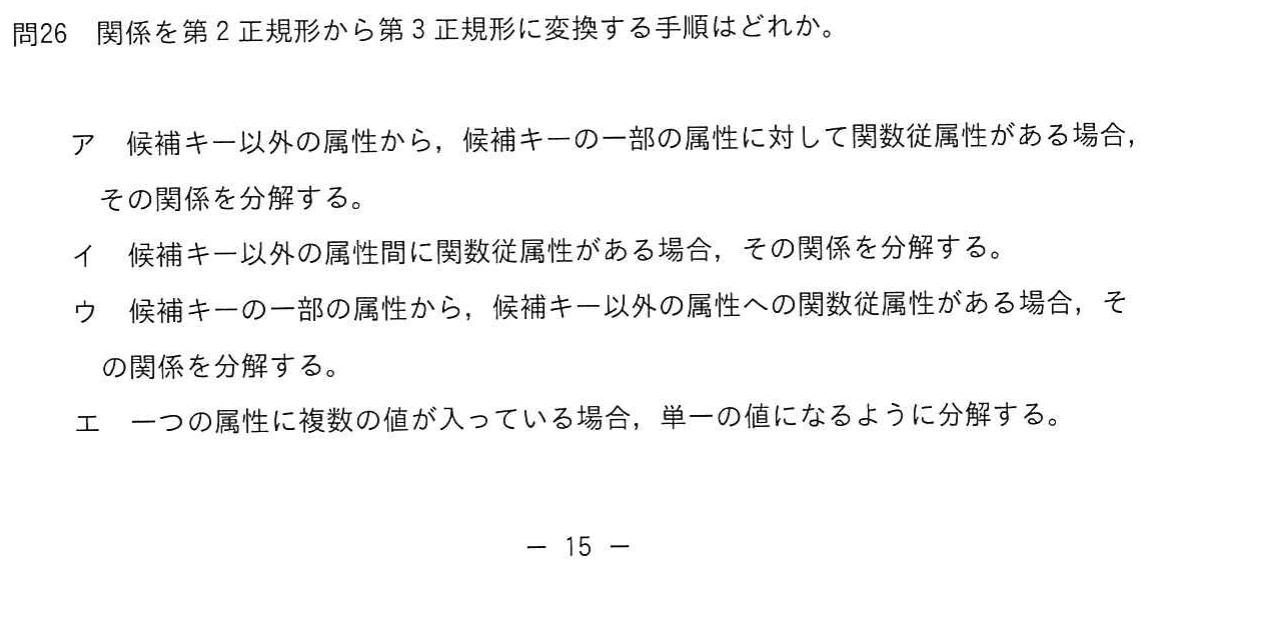 問26 関係を第2正規形から第3正規形に変換する手順はどれか。
ア 候補キー以外の属性から,候補キーの一部の属性に対して関数従属性がある場合,
その関係を分解する。
イ 候補キー以外の属性間に関数従属性がある場合,その関係を分解する。
ウ 候補キーの一部の属性から,候補キー以外の属性への関数従属性がある場合,そ
の関係を分解する。
エ 一つの属性に複数の値が入っている場合,単一の値になるように分解する。
― 15 ―